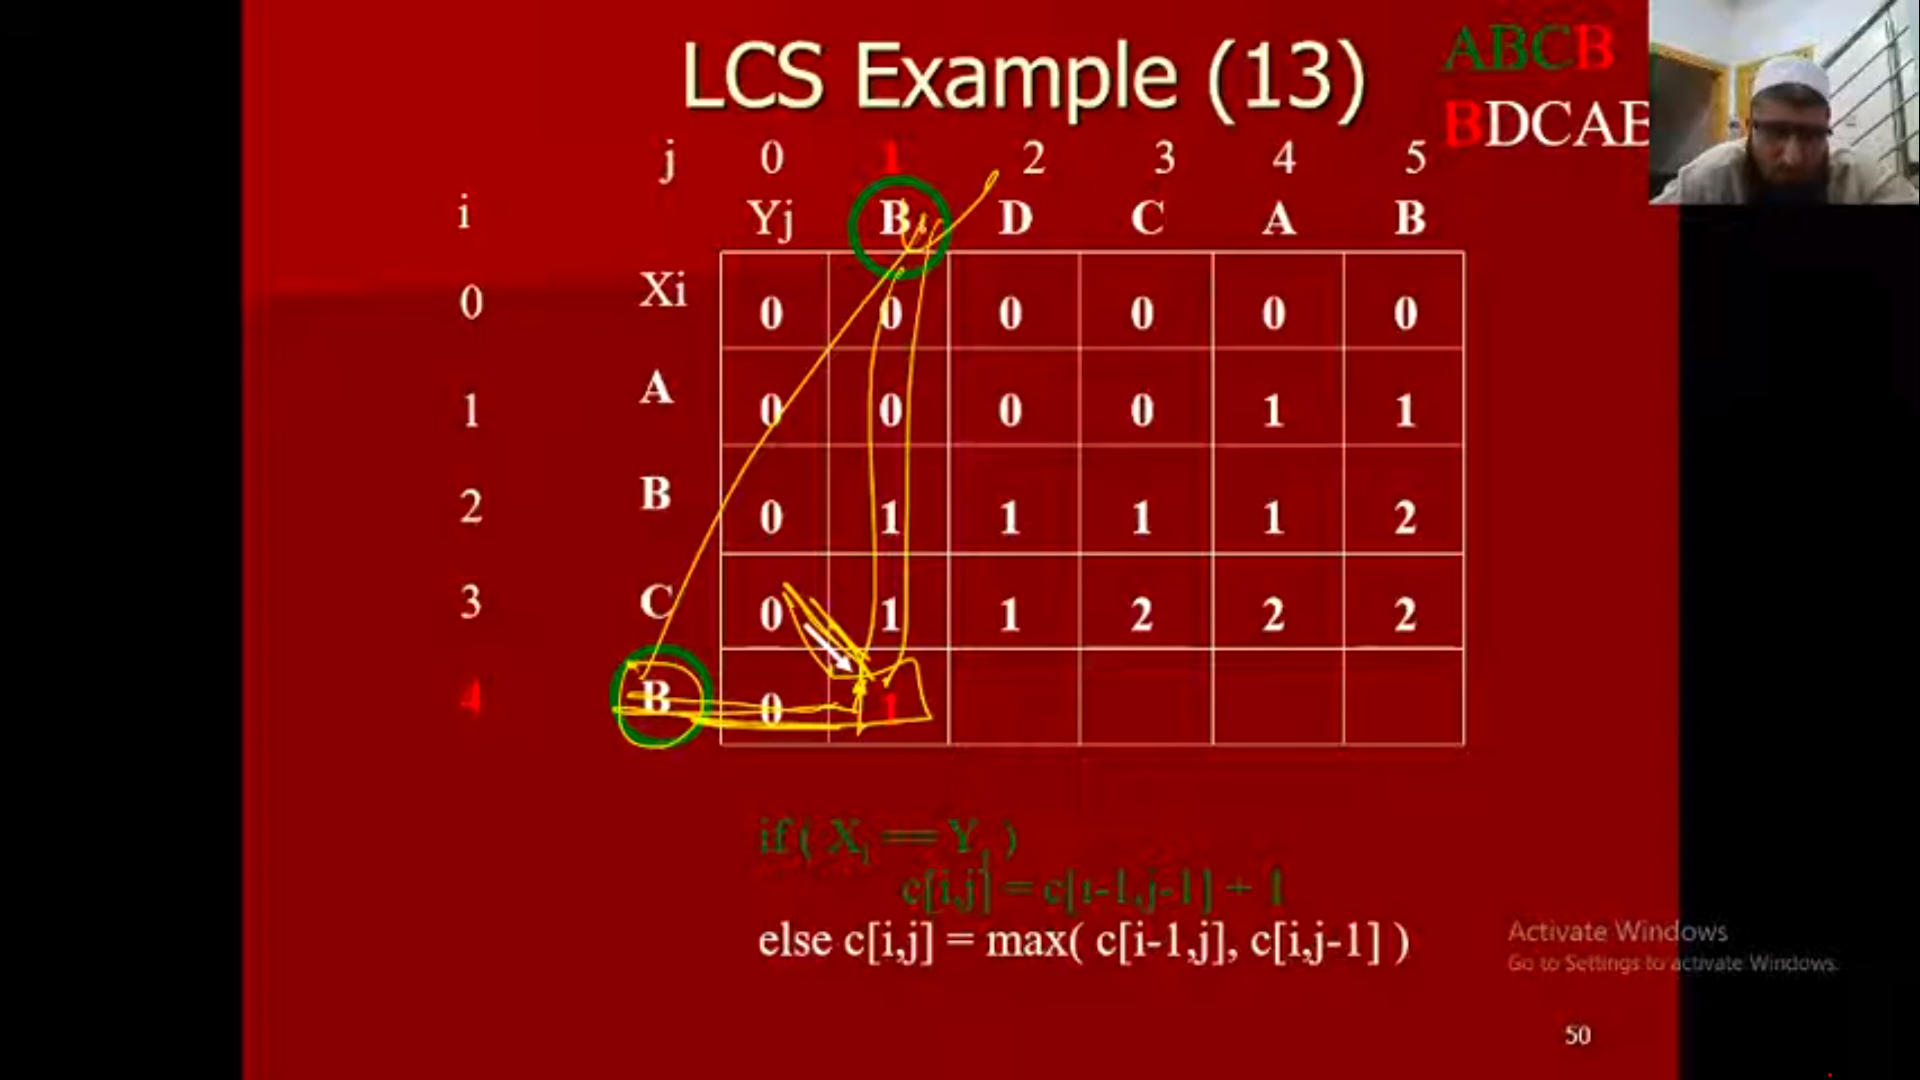 LCS Example (13)
ABCB
BDCAB
j 0 1 2 3 4 5
i Yj B D C A B
0 Xi 0 0 0 0 0 0
1 A 0 0 0 0 1 1
2 B 0 1 1 1 1 2
3 C 0 1 1 2 2 2
4 B 0 1
if ( Xi == Yj )
c[i,j] = c[i-1,j-1] + 1
else c[i,j] = max( c[i-1,j], c[i,j-1] )
Activate Windows
Go to Settings to activate Windows.
50